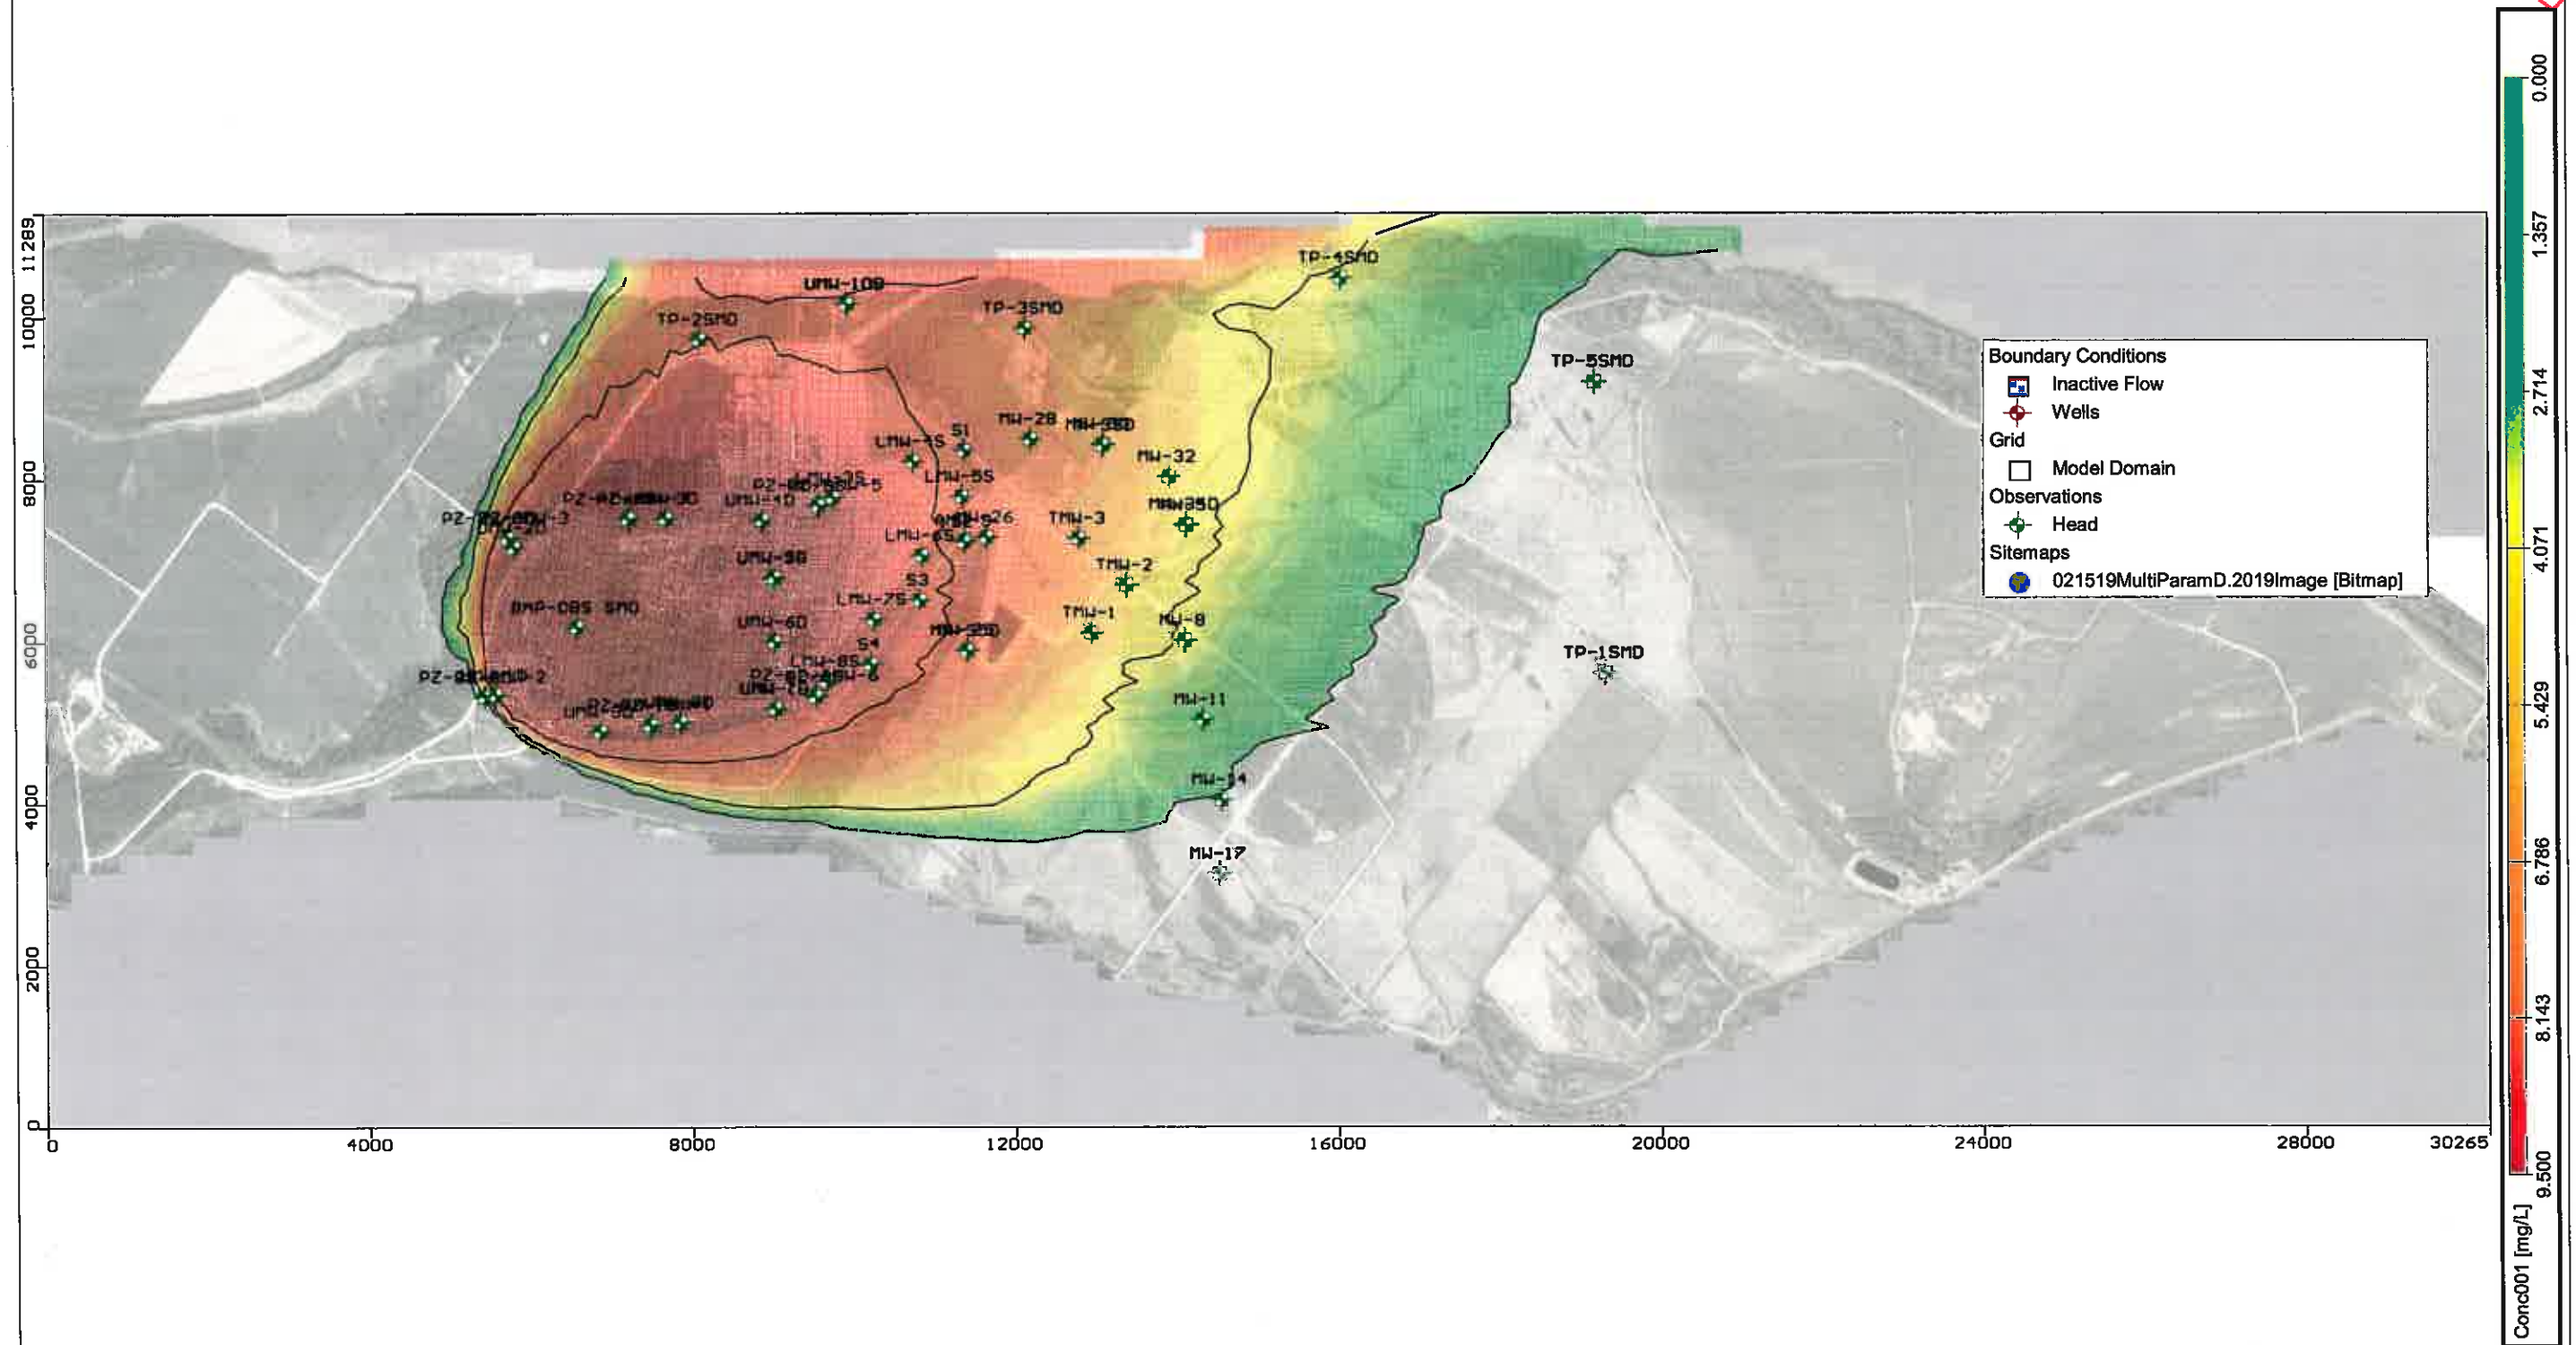 11289
10000
8000
6000
4000
2000
0
0
4000
8000
12000
16000
20000
24000
28000
30265
TP-4SMD
UMW-10B
TP-3SMD
TP-2SMD
TP-5SMD
MW-28
S1
LMW-4S
MW-32
LMW-5S
UMW-4D
TMW-3
LMW-6S
UMW-5B
TMW-2
S3
LMW-7S
BMP-OBS SMD
TMW-1
MW-8
UMW-6D
S4
LMW-8S
TP-1SMD
MW-11
MW-14
MW-17
Boundary Conditions
Inactive Flow
Wells
Grid
Model Domain
Observations
Head
Sitemaps
021519MultiParamD.2019Image [Bitmap]
0.000
1.357
2.714
4.071
5.429
6.786
8.143
9.500
Conc001 [mg/L]